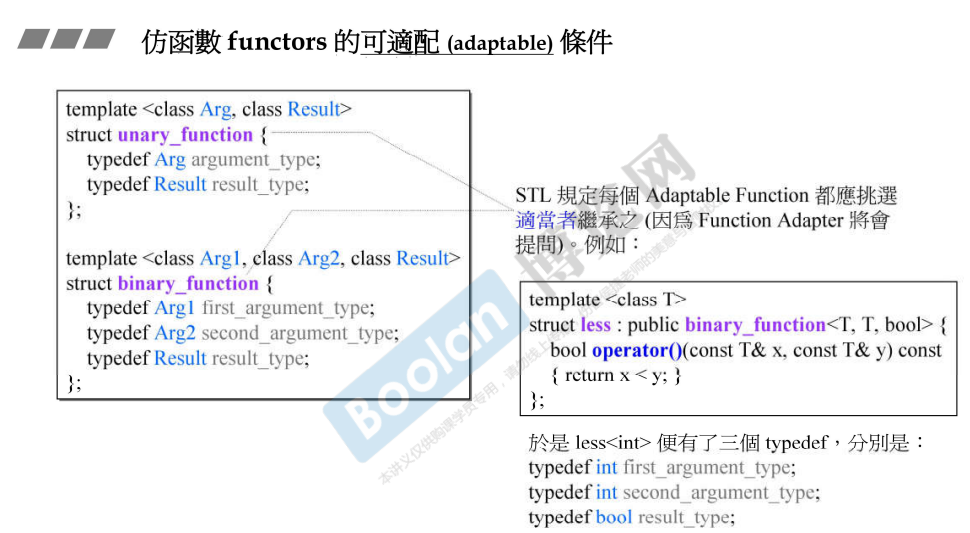 仿函數 functors 的可適配 (adaptable) 條件
template <class Arg, class Result>
struct unary_function {
typedef Arg argument_type;
typedef Result result_type;
};
template <class Arg1, class Arg2, class Result>
struct binary_function {
typedef Arg1 first_argument_type;
typedef Arg2 second_argument_type;
typedef Result result_type;
};
STL 規定每個 Adaptable Function 都應挑選
適當者繼承之 (因為 Function Adapter 將會
提問)。例如：
template <class T>
struct less : public binary_function<T, T, bool> {
bool operator()(const T& x, const T& y) const
{ return x < y; }
};
於是 less<int> 便有了三個 typedef，分別是：
typedef int first_argument_type;
typedef int second_argument_type;
typedef bool result_type;
Boolan 博览网
本讲义仅供购课学员专用，请勿线上传